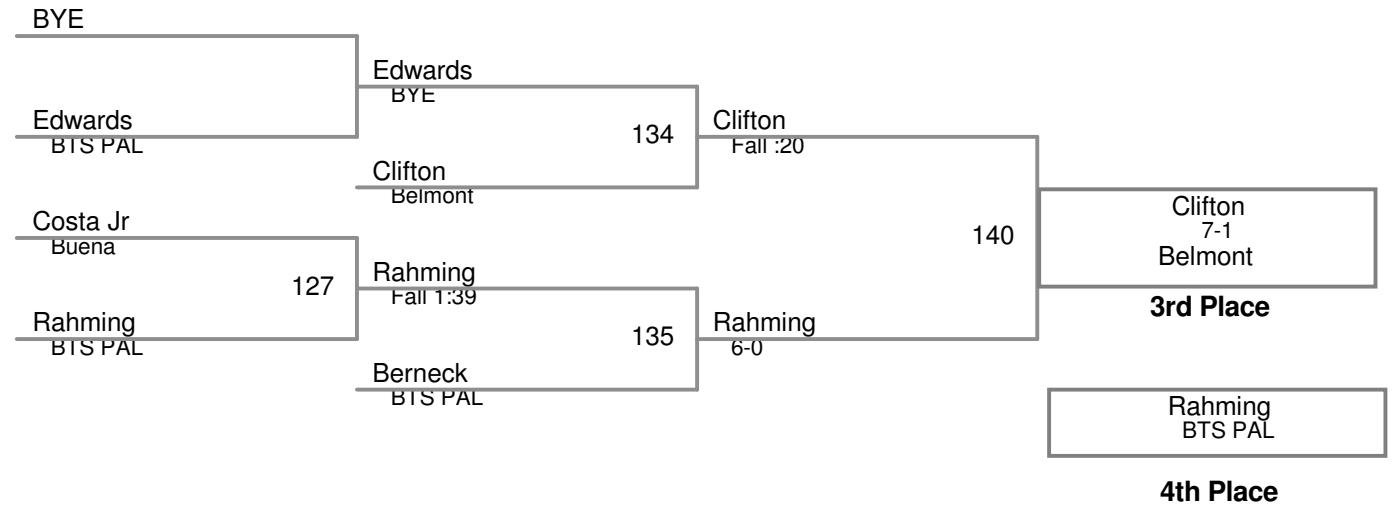 BYE
Edwards
BYE
Edwards
BTS PAL
134
Clifton
Fall :20
Clifton
Belmont
Costa Jr
Buena
140
Clifton
7-1
Belmont
127
Rahming
Fall 1:39
3rd Place
Rahming
BTS PAL
135
Rahming
6-0
Berneck
BTS PAL
Rahming
BTS PAL
4th Place